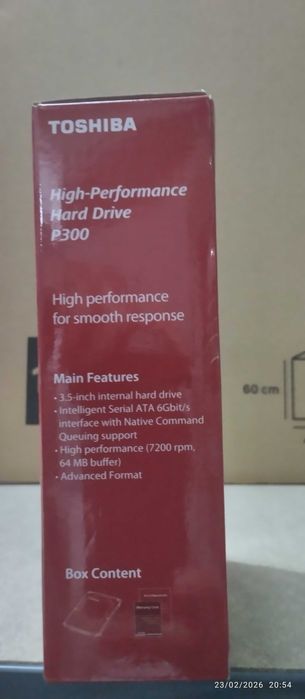 TOSHIBA
High-Performance
Hard Drive
P300
High performance
for smooth response
Main Features
• 3.5-inch internal hard drive
• Intelligent Serial ATA 6Gbit/s
interface with Native Command
Queuing support
• High performance (7200 rpm,
64 MB buffer)
• Advanced Format
Box Content
60 cm
23/02/2026 20:54